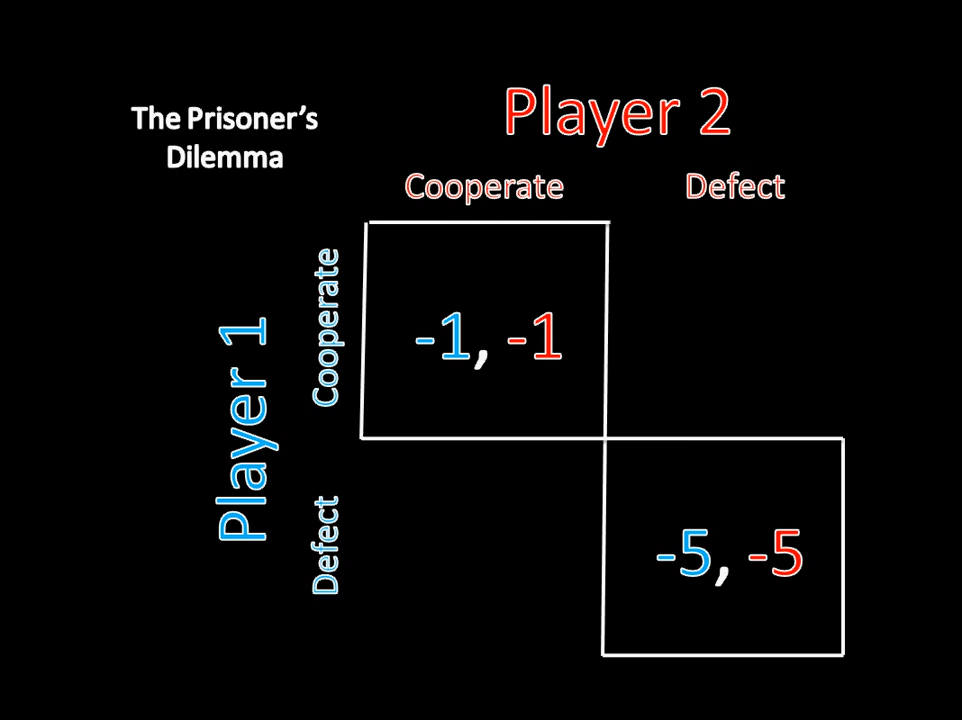 The Prisoner’s
Dilemma
Player 2
Cooperate Defect
Player 1
Cooperate
-1, -1
Defect
-5, -5